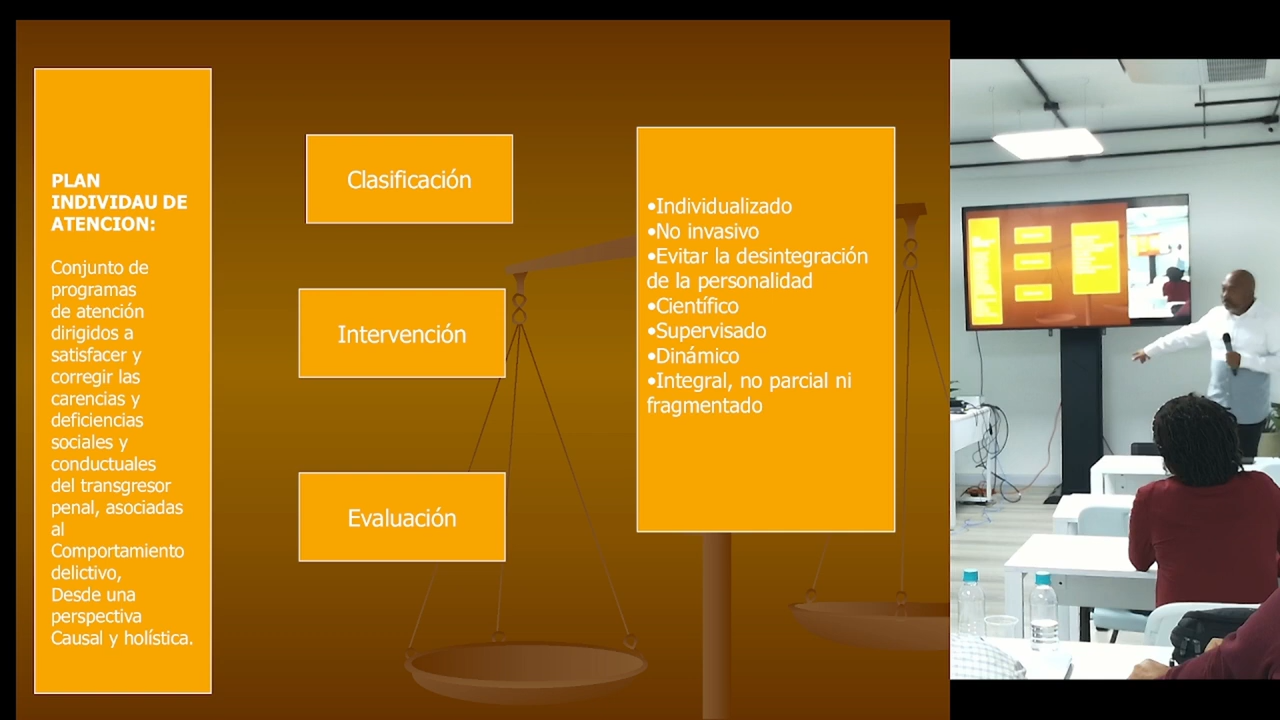 PLAN
INDIVIDAU DE
ATENCION:
Conjunto de
programas
de atención
dirigidos a
satisfacer y
corregir las
carencias y
deficiencias
sociales y
conductuales
del transgresor
penal, asociadas
al
Comportamiento
delictivo,
Desde una
perspectiva
Causal y holística.
Clasificación
Intervención
Evaluación
•Individualizado
•No invasivo
•Evitar la desintegración
de la personalidad
•Científico
•Supervisado
•Dinámico
•Integral, no parcial ni
fragmentado